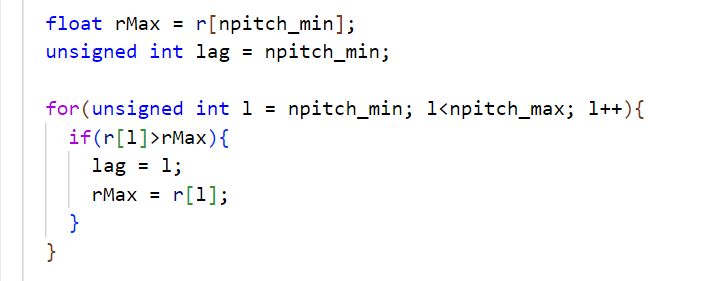 float rMax = r[npitch_min];
unsigned int lag = npitch_min;

for(unsigned int l = npitch_min; l<npitch_max; l++){
  if(r[l]>rMax){
    lag = l;
    rMax = r[l];
  }
}